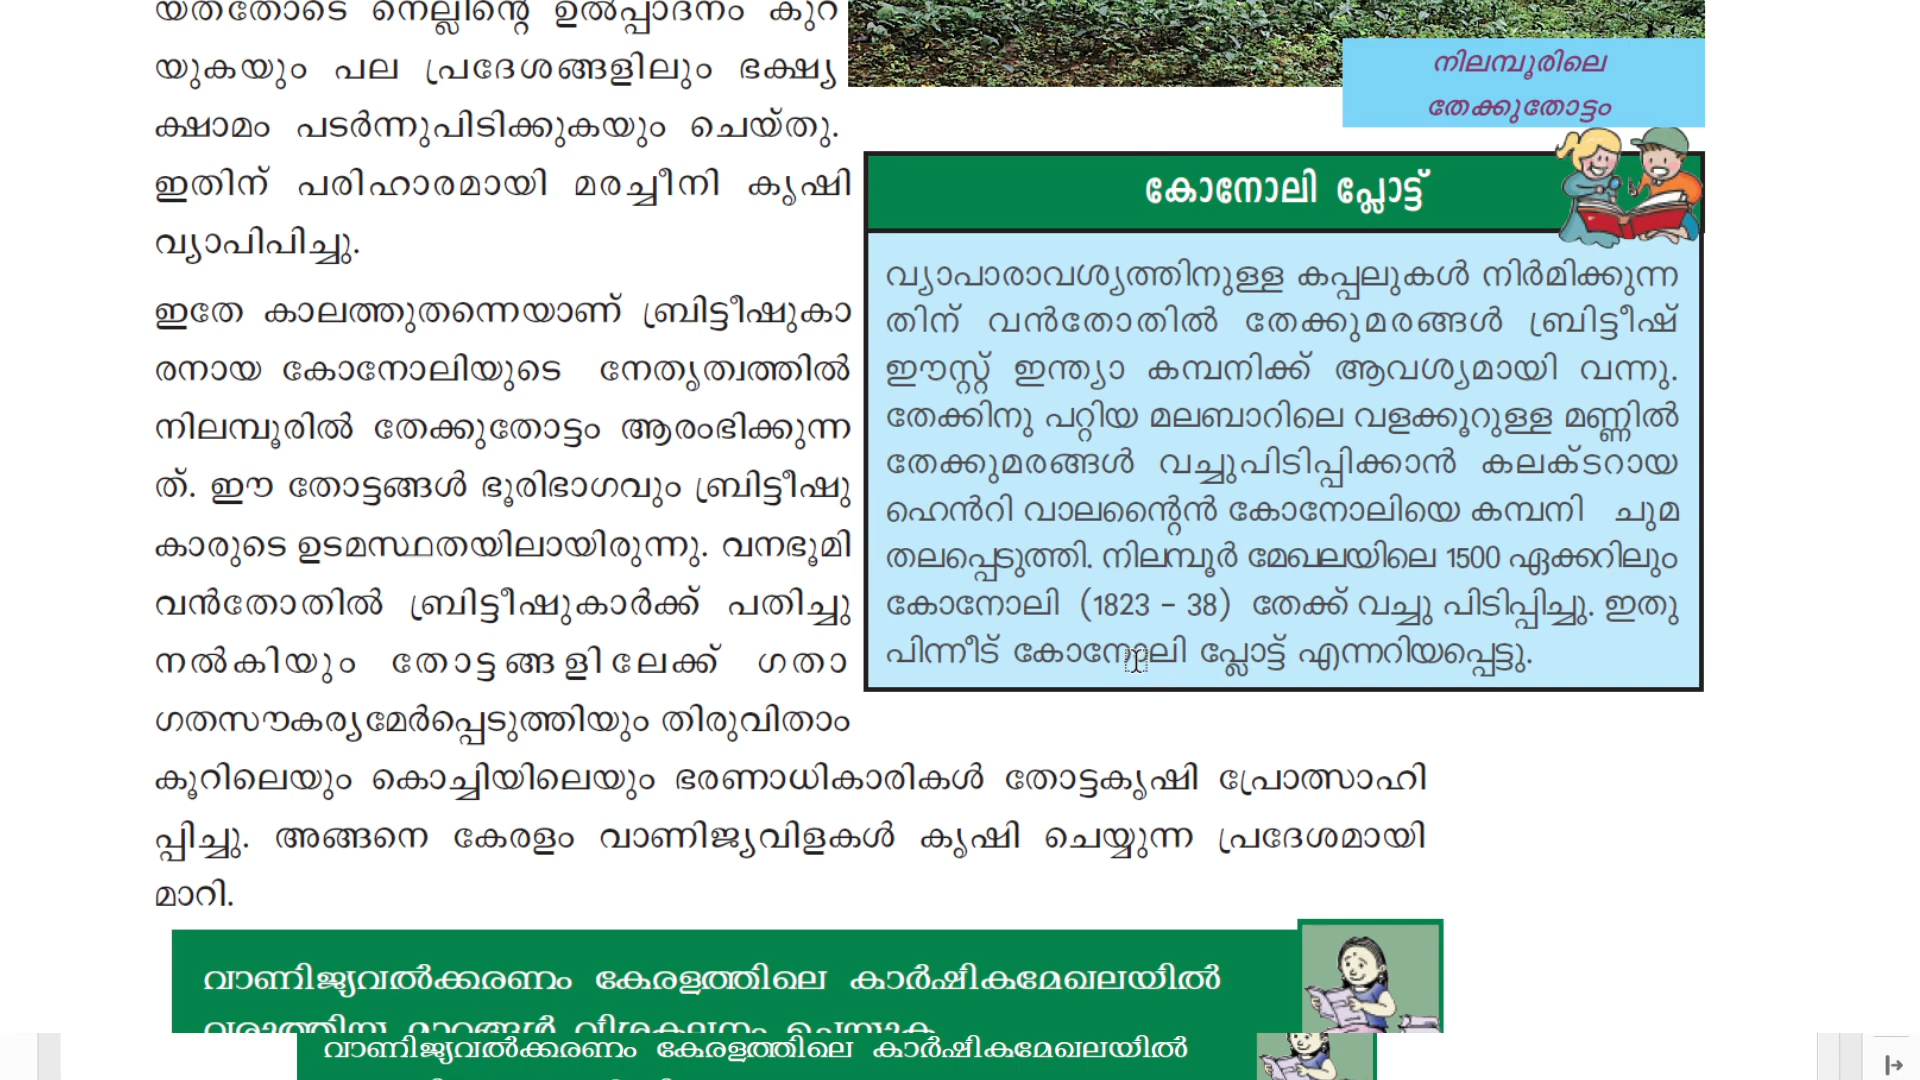 യതോടെ നെല്ലിന്റെ ഉൽപ്പാദനം കുറ
യുകയും പല പ്രദേശങ്ങളിലും ഭക്ഷ്യ
ക്ഷാമം പടർന്നുപിടിക്കുകയും ചെയ്തു.
ഇതിന് പരിഹാരമായി മരച്ചീനി കൃഷി
വ്യാപിപിച്ചു.
ഇതേ കാലത്തുതന്നെയാണ് ബ്രിട്ടീഷുകാ
രനായ കോനോലിയുടെ നേതൃത്വത്തിൽ
നിലമ്പൂരിൽ തേക്കുതോട്ടം ആരംഭിക്കുന്ന
ത്. ഈ തോട്ടങ്ങൾ ഭൂരിഭാഗവും ബ്രിട്ടീഷു
കാരുടെ ഉടമസ്ഥതയിലായിരുന്നു. വനഭൂമി
വൻതോതിൽ ബ്രിട്ടീഷുകാർക്ക് പതിച്ചു
നൽകിയും തോട്ടങ്ങളിലേക്ക് ഗതാ
ഗതസൗകര്യമേർപ്പെടുത്തിയും തിരുവിതാം
കൂറിലെയും കൊച്ചിയിലെയും ഭരണാധികാരികൾ തോട്ടകൃഷി പ്രോത്സാഹി
പ്പിച്ചു. അങ്ങനെ കേരളം വാണിജ്യവിളകൾ കൃഷി ചെയ്യുന്ന പ്രദേശമായി
മാറി.
നിലമ്പൂരിലെ
തേക്കുതോട്ടം
കോനോലി പ്ലോട്ട്
വ്യാപാരാവശ്യത്തിനുള്ള കപ്പലുകൾ നിർമിക്കുന്ന
തിന് വൻതോതിൽ തേക്കുമരങ്ങൾ ബ്രിട്ടീഷ്
ഈസ്റ്റ് ഇന്ത്യാ കമ്പനിക്ക് ആവശ്യമായി വന്നു.
തേക്കിനു പറ്റിയ മലബാറിലെ വളക്കൂറുള്ള മണ്ണിൽ
തേക്കുമരങ്ങൾ വച്ചുപിടിപ്പിക്കാൻ കലക്ടറായ
ഹെൻറി വാലന്റൈൻ കോനോലിയെ കമ്പനി ചുമ
തലപ്പെടുത്തി. നിലമ്പൂർ മേഖലയിലെ 1500 ഏക്കറിലും
കോനോലി (1823 - 38) തേക്ക് വച്ചു പിടിപ്പിച്ചു. ഇതു
പിന്നീട് കോനോലി പ്ലോട്ട് എന്നറിയപ്പെട്ടു.
വാണിജ്യവൽക്കരണം കേരളത്തിലെ കാർഷികമേഖലയിൽ
വരുത്തിയ മാറ്റങ്ങൾ വിശകലനം ചെയ്യുക
വാണിജ്യവൽക്കരണം കേരളത്തിലെ കാർഷികമേഖലയിൽ